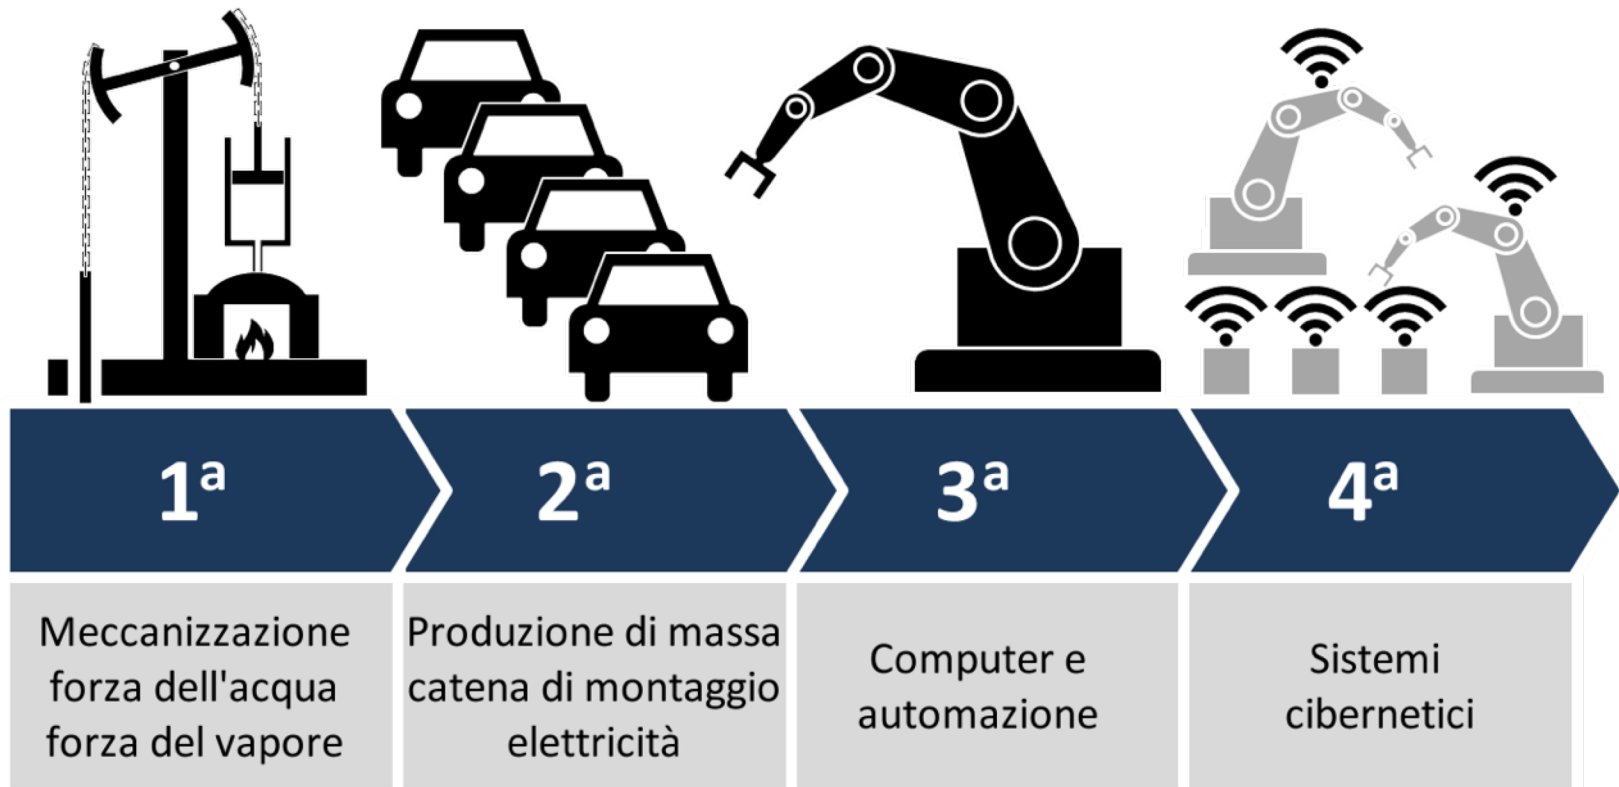 1ª
2ª
3ª
4ª
Meccanizzazione
forza dell'acqua
forza del vapore
Produzione di massa
catena di montaggio
elettricità
Computer e
automazione
Sistemi
cibernetici